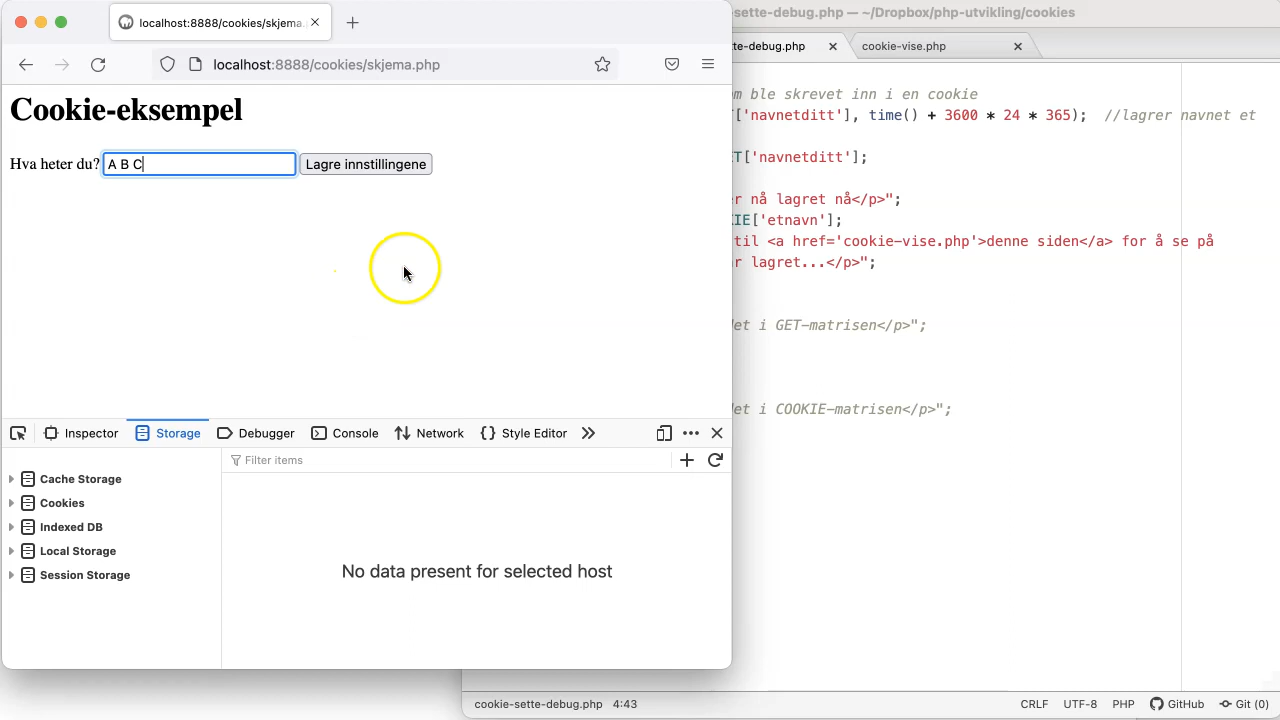 localhost:8888/cookies/skjema.
localhost:8888/cookies/skjema.php
Cookie-eksempel
Hva heter du? A B C Lagre innstillingene
Inspector Storage Debugger Console Network Style Editor
Filter items
Cache Storage
Cookies
Indexed DB
Local Storage
Session Storage
No data present for selected host
sette-debug.php — ~/Dropbox/php-utvikling/cookies
te-debug.php cookie-vise.php
m ble skrevet inn i en cookie
['navnetditt'], time() + 3600 * 24 * 365); //lagrer navnet et
T['navnetditt'];
r nå lagret nå</p>";
KIE['etnavn'];
til <a href='cookie-vise.php'>denne siden</a> for å se på
r lagret...</p>";
det i GET-matrisen</p>";
det i COOKIE-matrisen</p>";
cookie-sette-debug.php 4:43 CRLF UTF-8 PHP GitHub Git (0)